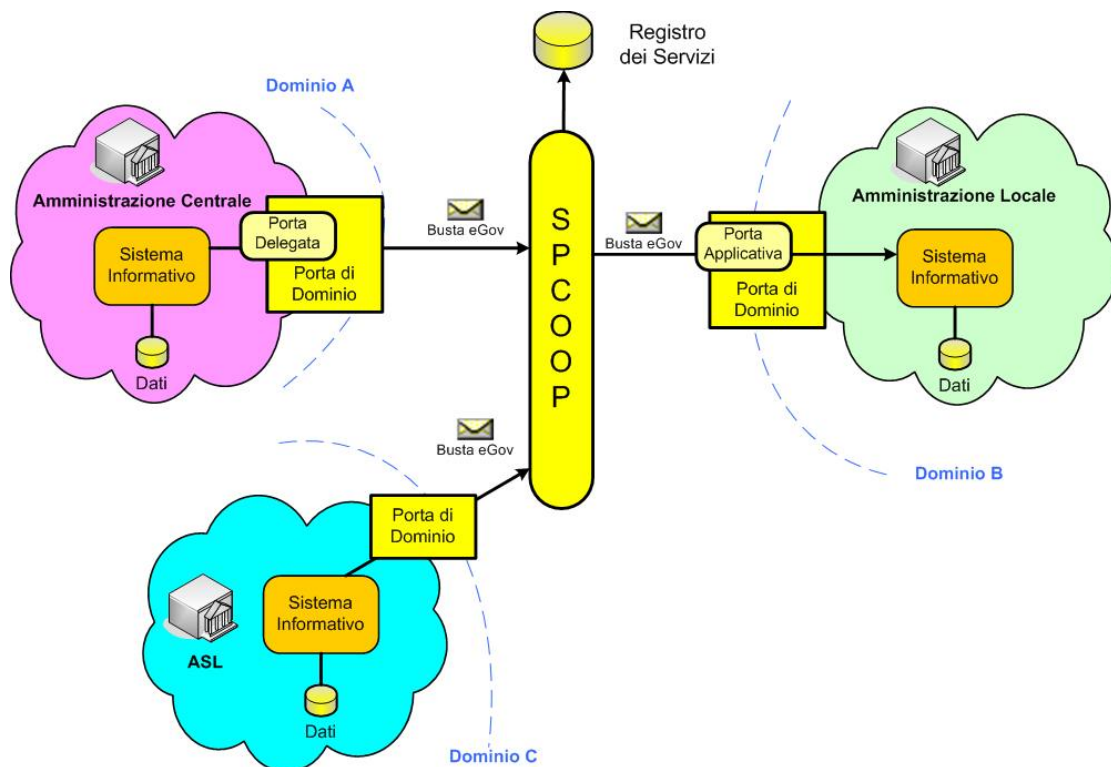 Registro
dei Servizi
Dominio A
Amministrazione Centrale
Porta
Delegata
Sistema
Informativo
Porta di
Dominio
Dati
Busta eGov
SPCOOP
Busta eGov
Amministrazione Locale
Porta
Applicativa
Porta di
Dominio
Sistema
Informativo
Dati
Dominio B
Busta eGov
Porta di
Dominio
Sistema
Informativo
ASL
Dati
Dominio C